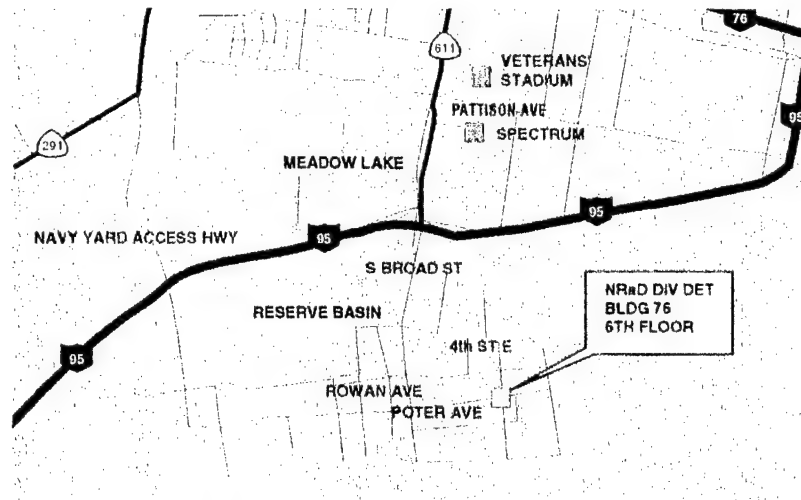 76
611
VETERANS'
STADIUM
PATTISON AVE
95
SPECTRUM
291
MEADOW LAKE
95
NAVY YARD ACCESS HWY
95
S BROAD ST
NRaD DIV DET
BLDG 76
6TH FLOOR
RESERVE BASIN
4th ST E
95
ROWAN AVE
POTER AVE